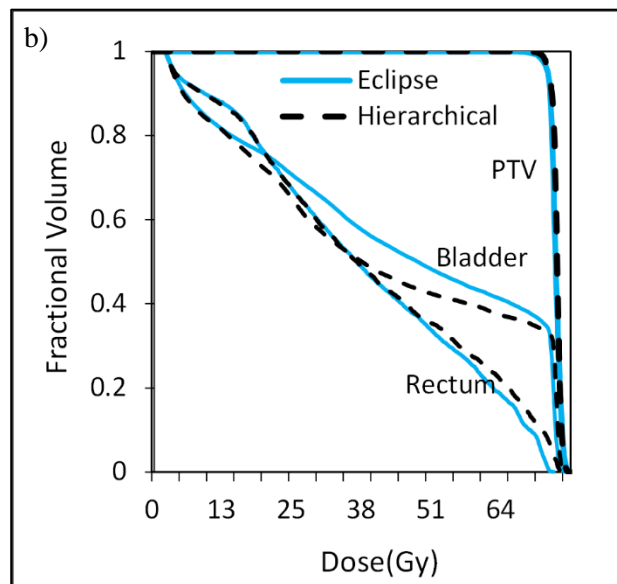 b)
1
Eclipse
Hierarchical
0.8
PTV
0.6
Bladder
0.4
Rectum
0.2
0
0 13 25 38 51 64
Fractional Volume
Dose(Gy)